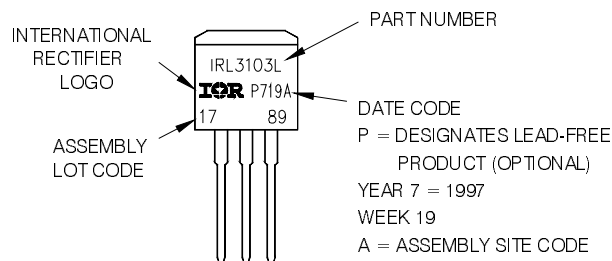 PART NUMBER
INTERNATIONAL
RECTIFIER
LOGO
IRL3103L
IOR P719A
17 89
ASSEMBLY
LOT CODE
DATE CODE
P = DESIGNATES LEAD-FREE
PRODUCT (OPTIONAL)
YEAR 7 = 1997
WEEK 19
A = ASSEMBLY SITE CODE